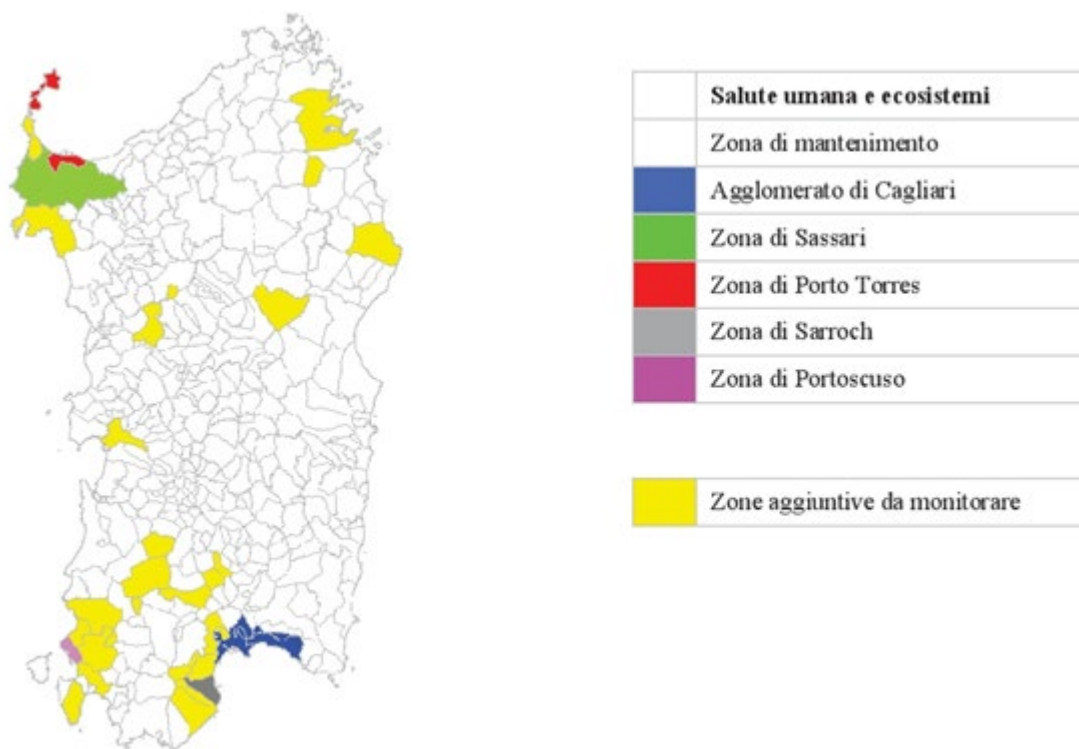 Salute umana e ecosistemi
Zona di mantenimento
Agglomerato di Cagliari
Zona di Sassari
Zona di Porto Torres
Zona di Sarroch
Zona di Portoscuso
Zone aggiuntive da monitorare